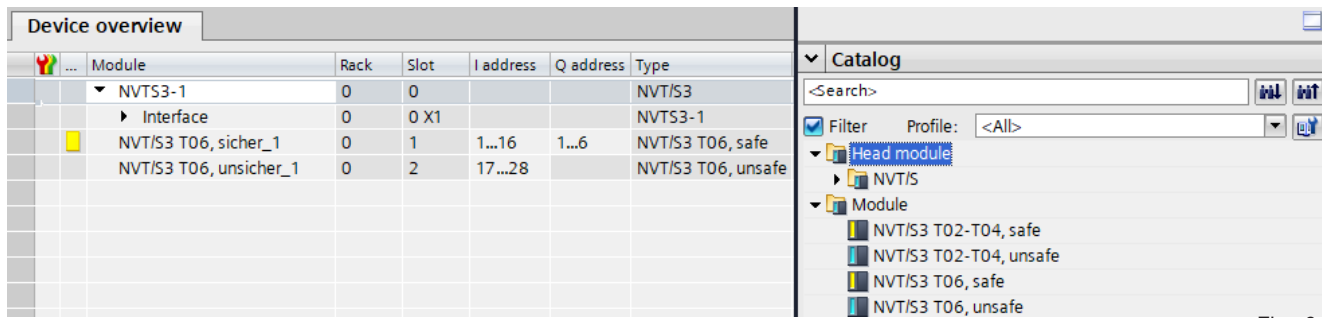 Device overview
... Module Rack Slot I address Q address Type
NVTS3-1 0 0 NVT/S3
Interface 0 0 X1 NVTS3-1
NVT/S3 T06, sicher_1 0 1 1...16 1...6 NVT/S3 T06, safe
NVT/S3 T06, unsicher_1 0 2 17...28 NVT/S3 T06, unsafe
Catalog
<Search>
Filter Profile: <All>
Head module
NVT/S
Module
NVT/S3 T02-T04, safe
NVT/S3 T02-T04, unsafe
NVT/S3 T06, safe
NVT/S3 T06, unsafe